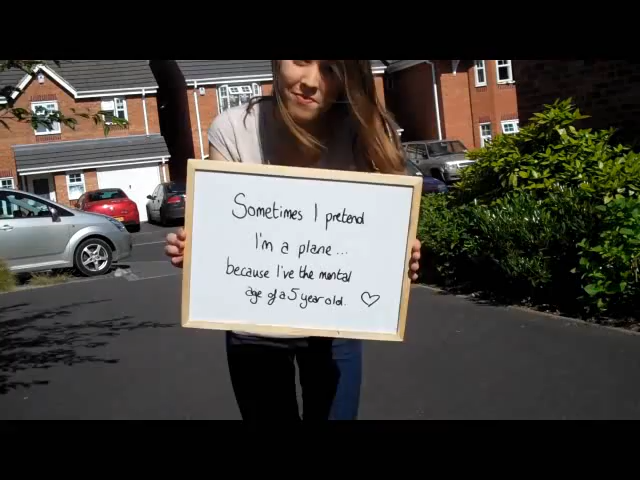 Sometimes I pretend
I'm a plane...
because I've the mental
age of a 5 year old. ♡